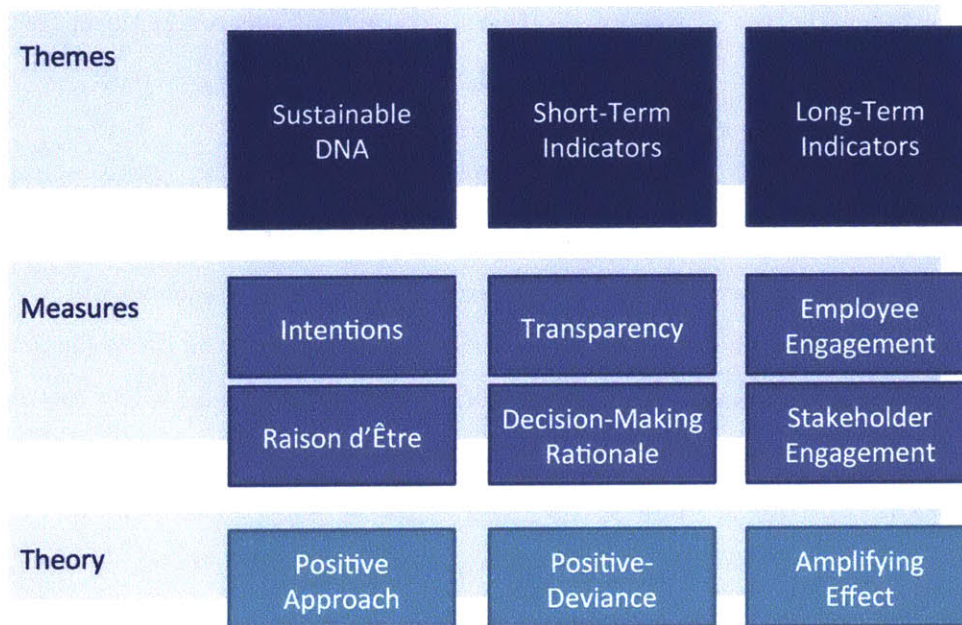 Themes
Sustainable
DNA
Short-Term
Indicators
Long-Term
Indicators
Measures
Intentions
Transparency
Employee
Engagement
Raison d'Être
Decision-Making
Rationale
Stakeholder
Engagement
Theory
Positive
Approach
Positive-
Deviance
Amplifying
Effect